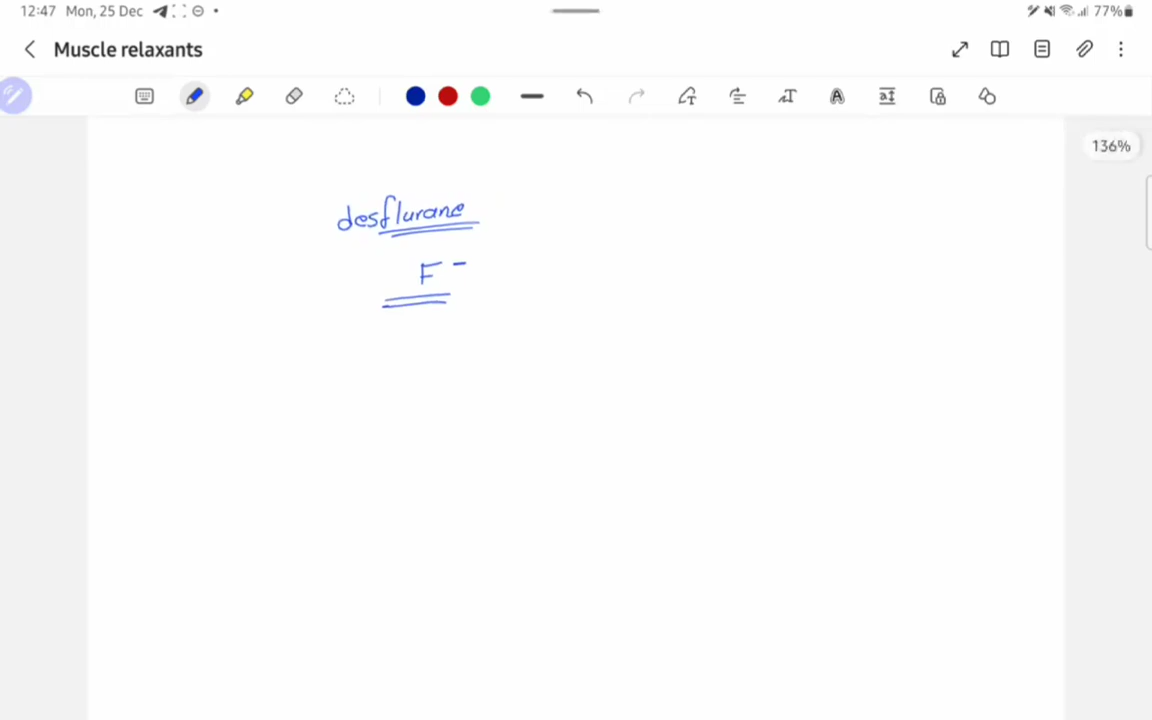 12:47 Mon, 25 Dec
77%
Muscle relaxants
136%
desflurane
F⁻